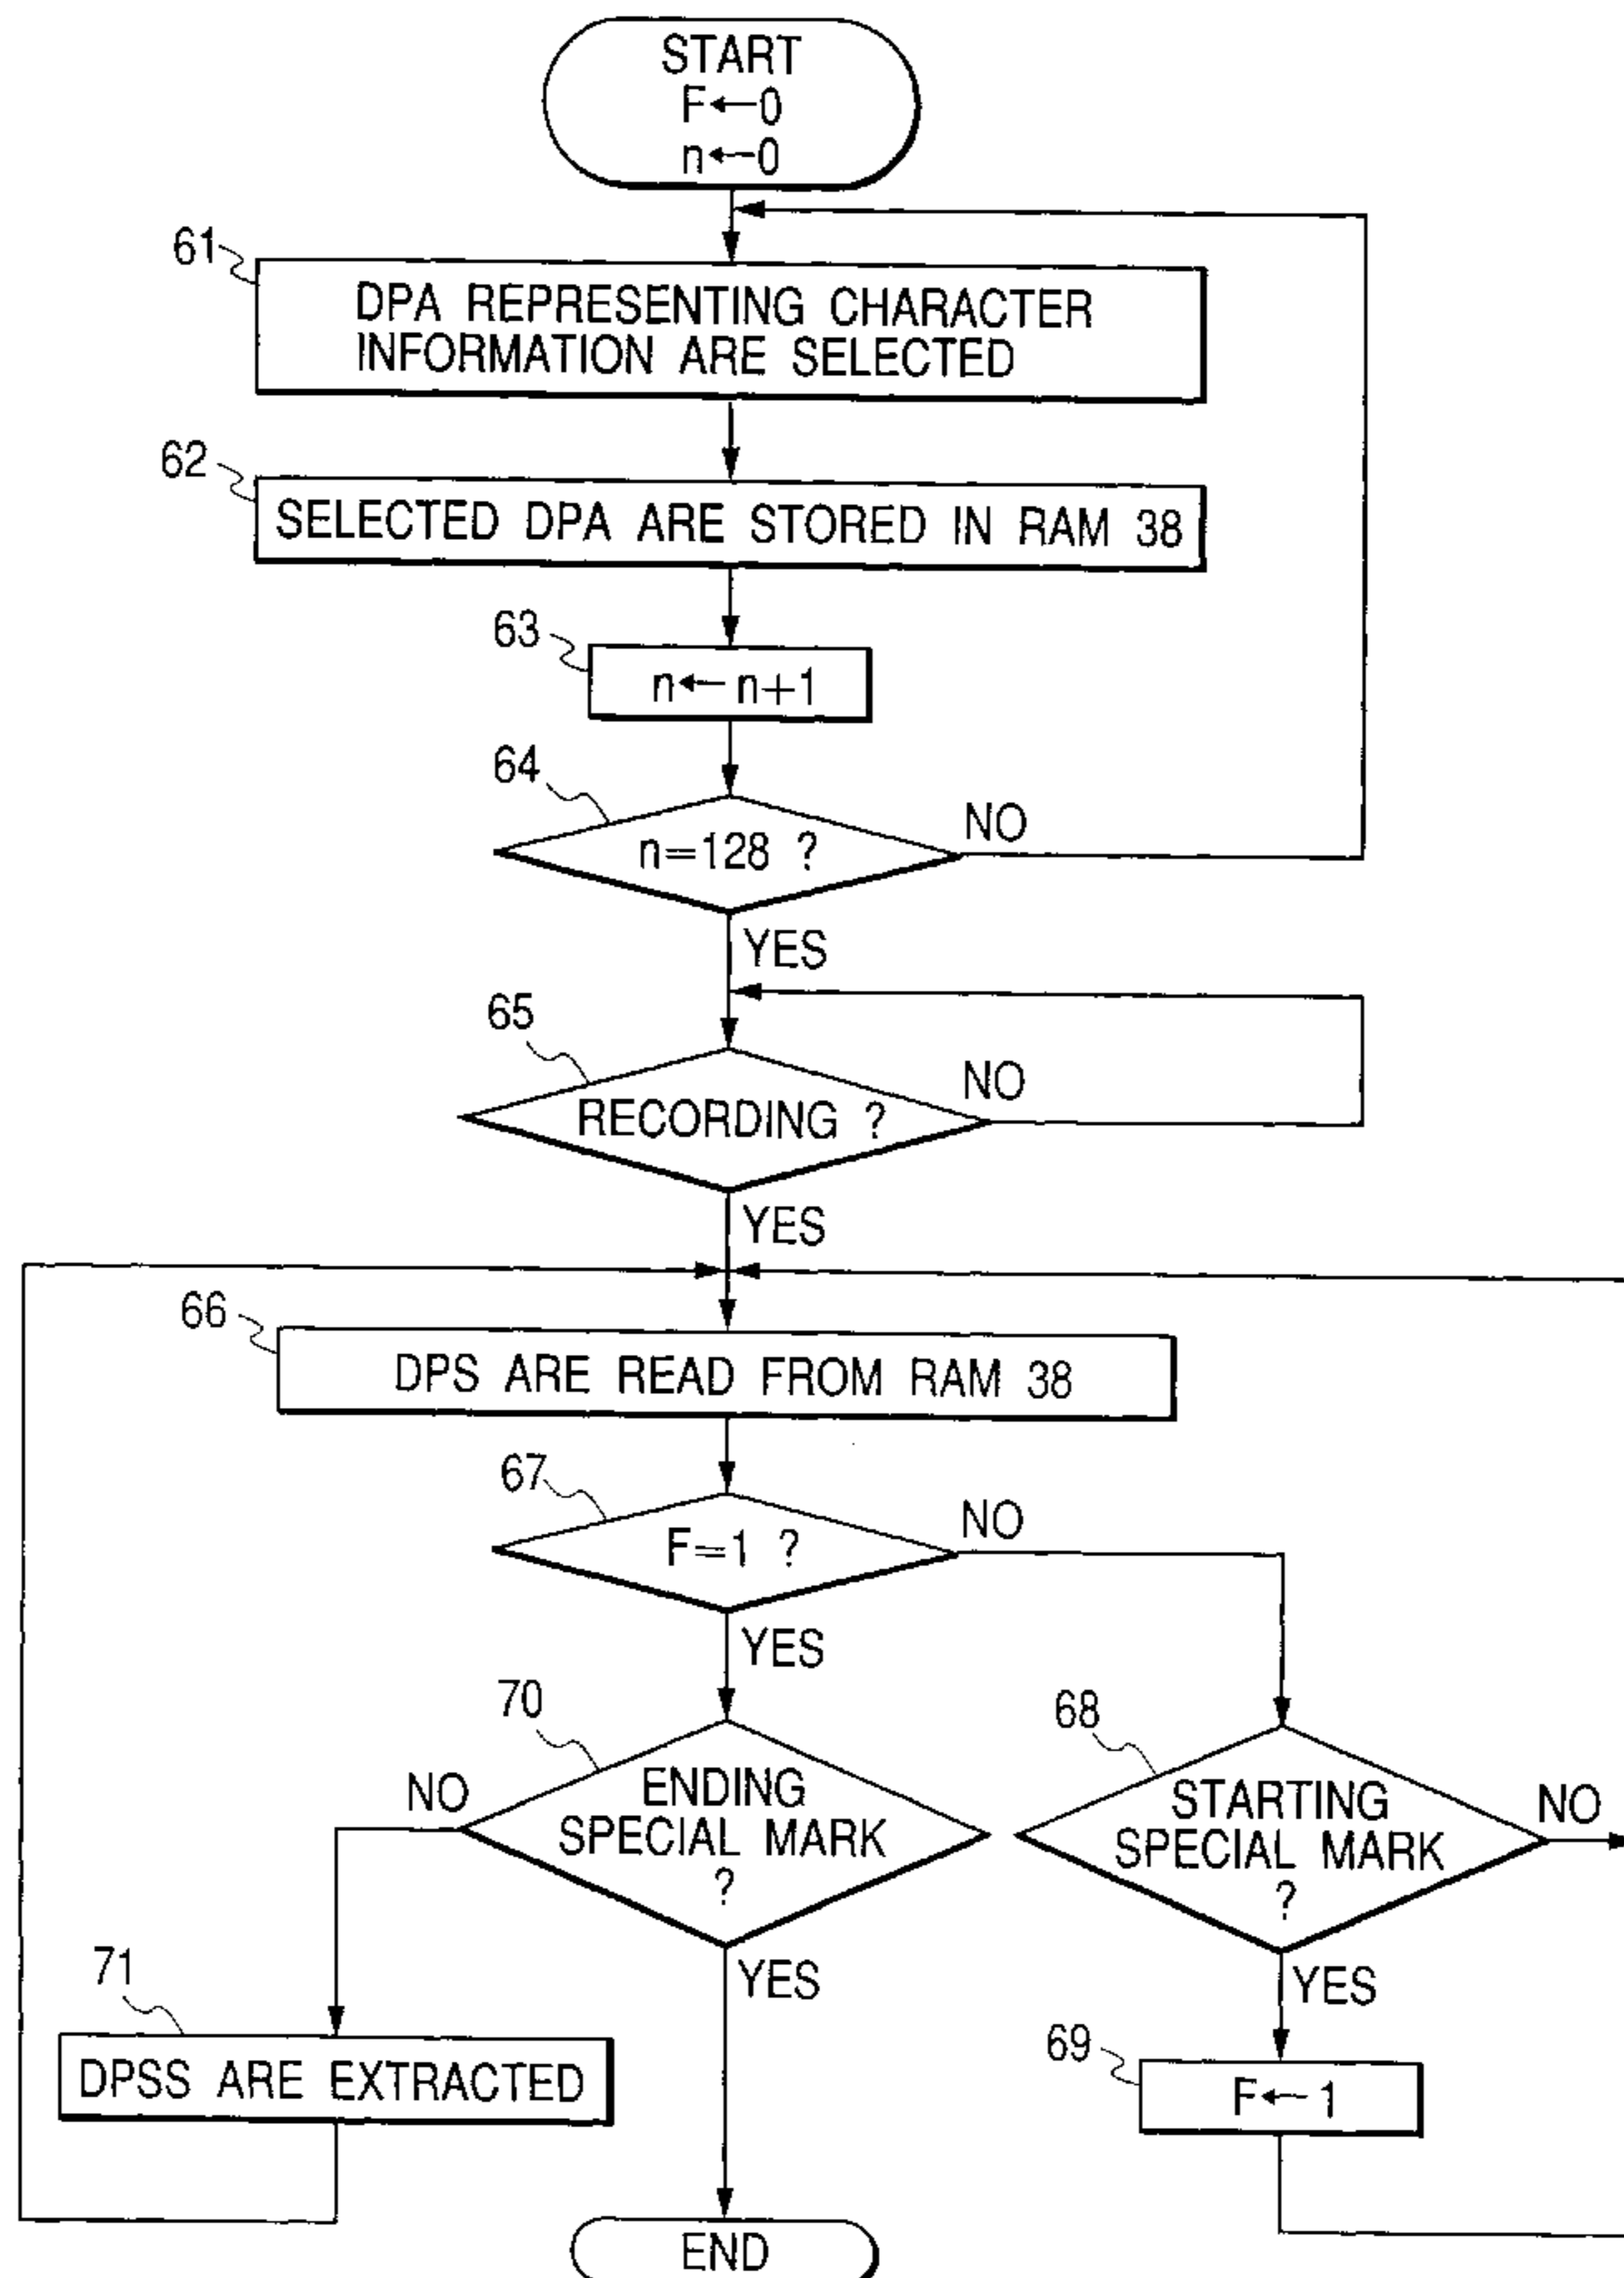 START
F←0
n←0
61
DPA REPRESENTING CHARACTER
INFORMATION ARE SELECTED
62
SELECTED DPA ARE STORED IN RAM 38
63
n←n+1
64
n=128 ?
NO
YES
65
RECORDING ?
NO
YES
66
DPS ARE READ FROM RAM 38
67
F=1 ?
NO
YES
70
ENDING
SPECIAL MARK
?
NO
YES
68
STARTING
SPECIAL MARK
?
NO
YES
71
DPSS ARE EXTRACTED
69
F←1
END